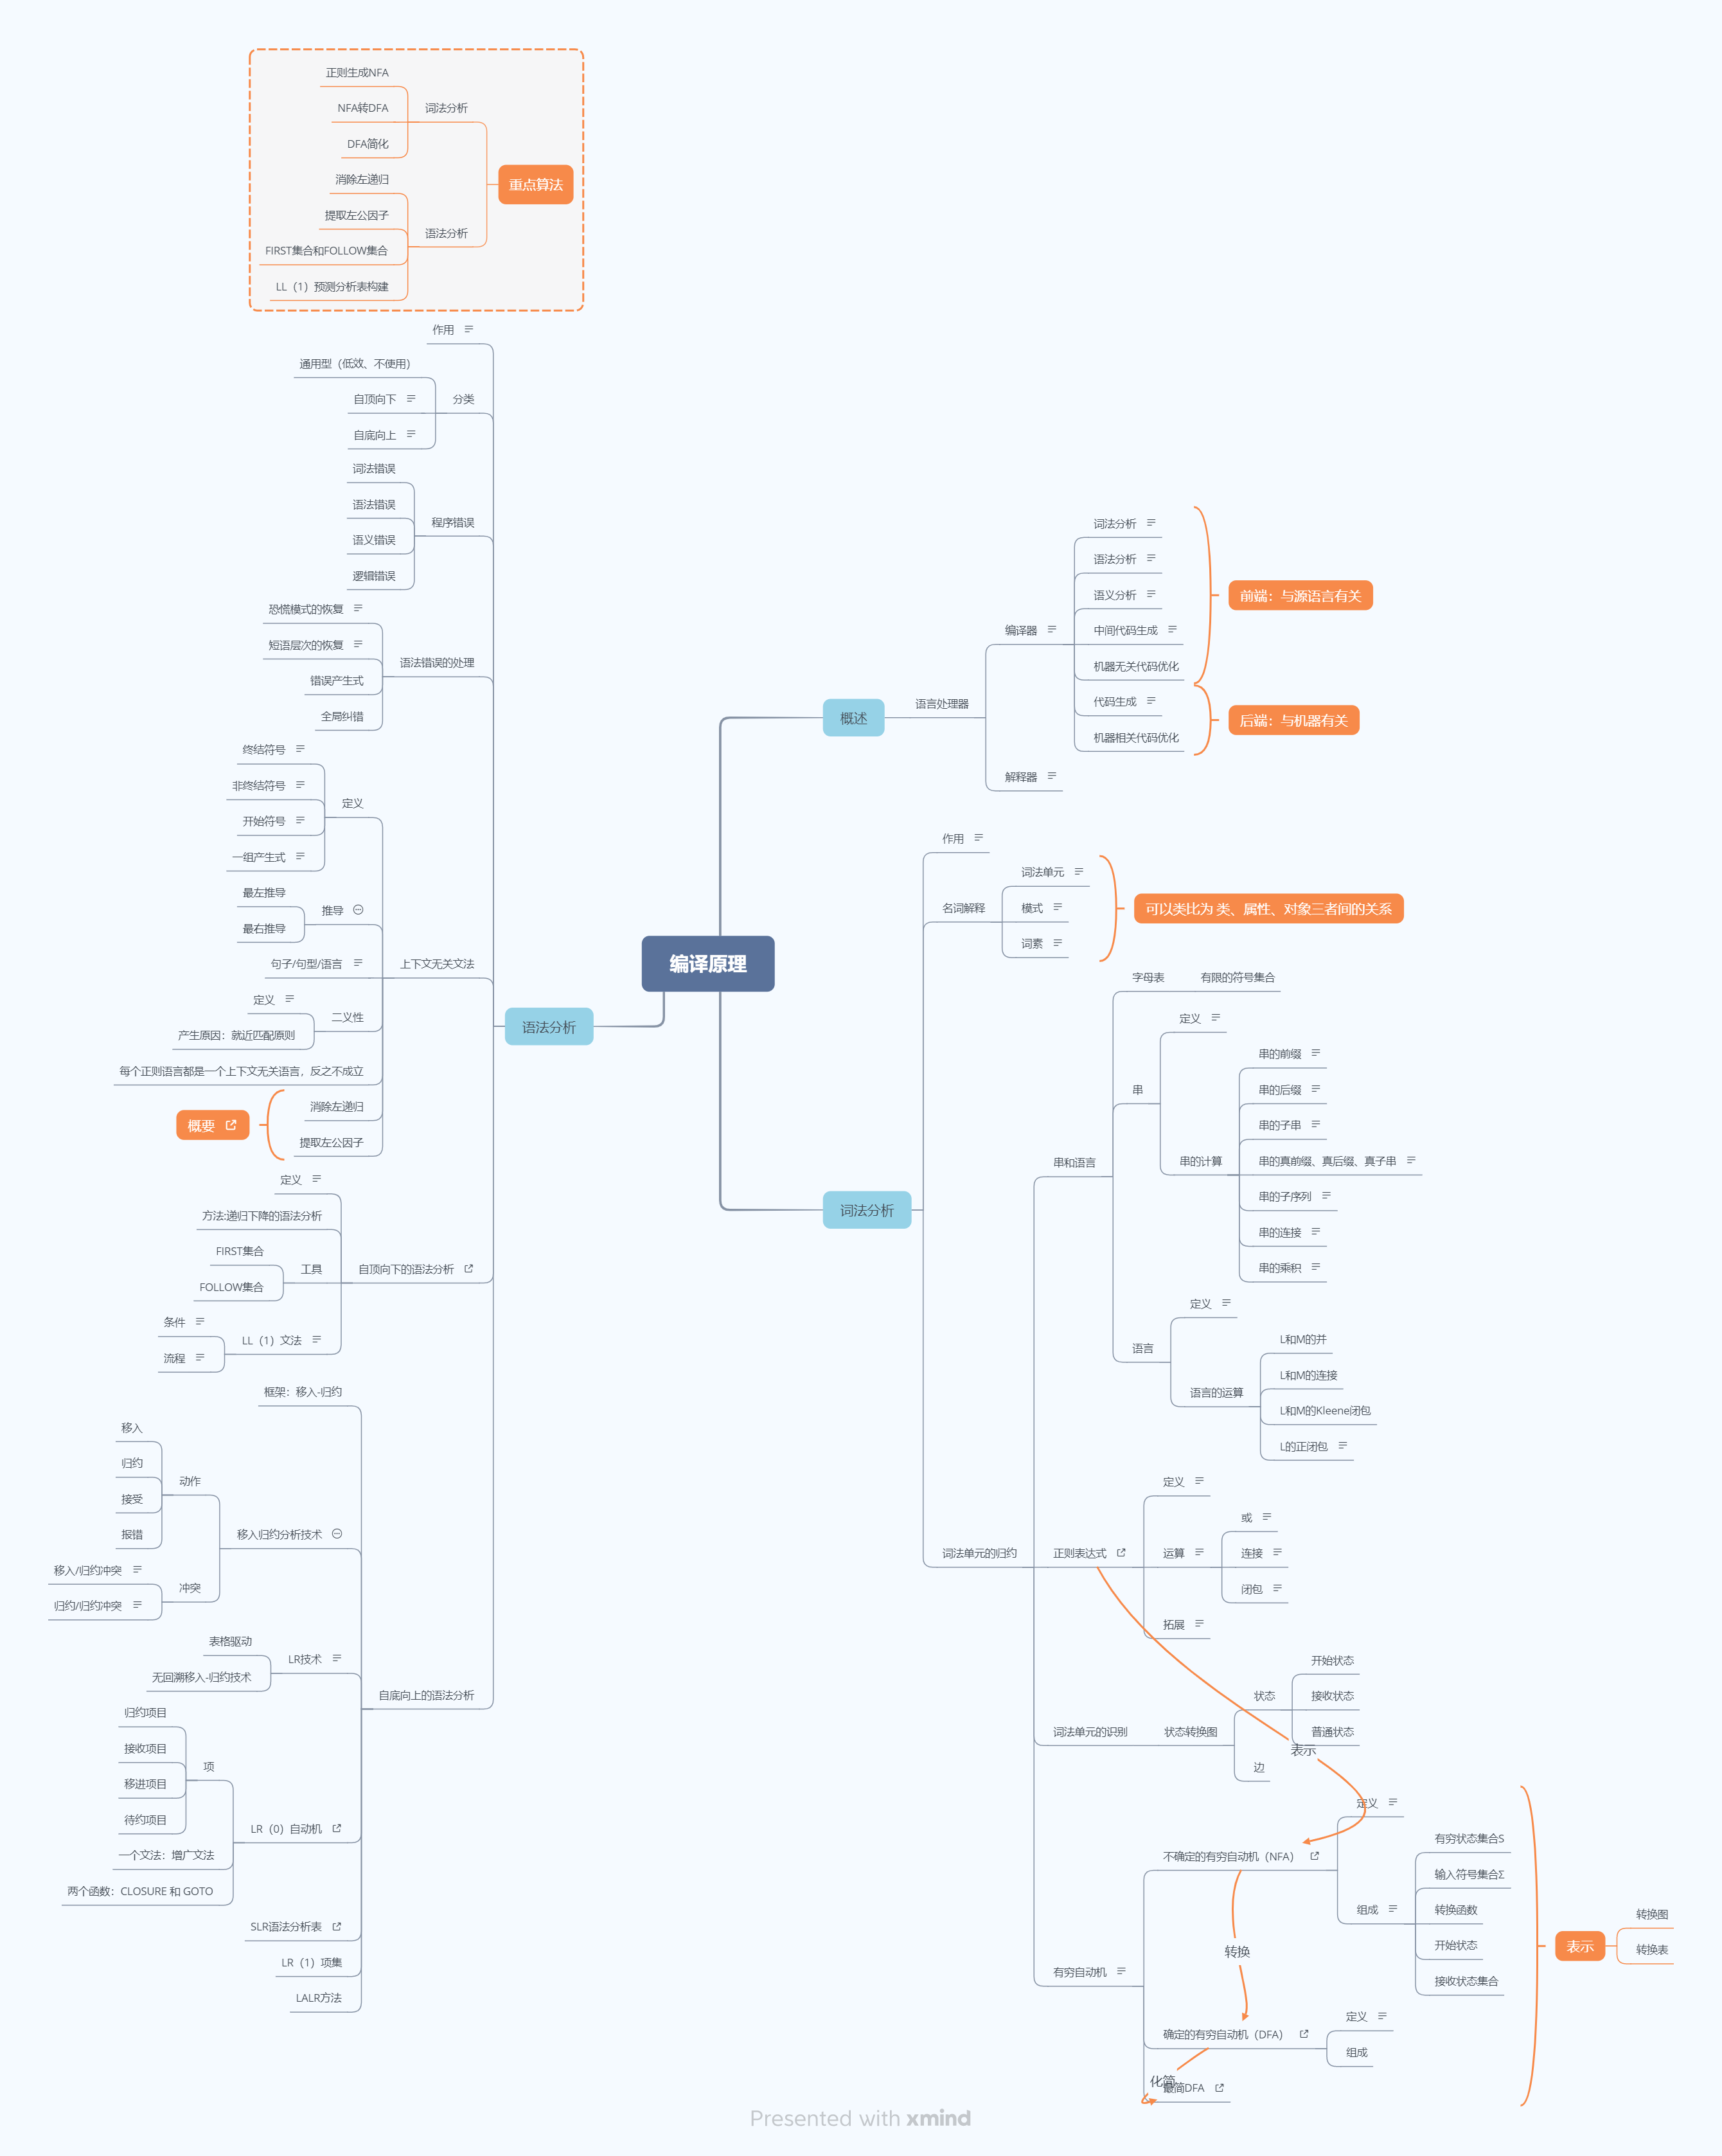 正则生成NFA
NFA转DFA
DFA简化
词法分析
消除左递归
提取左公因子
FIRST集合和FOLLOW集合
LL（1）预测分析表构建
语法分析
重点算法
作用
通用型（低效、不使用）
自顶向下
自底向上
分类
词法错误
语法错误
语义错误
逻辑错误
程序错误
恐慌模式的恢复
短语层次的恢复
错误产生式
全局纠错
语法错误的处理
终结符号
非终结符号
开始符号
一组产生式
定义
最左推导
最右推导
推导
句子/句型/语言
定义
产生原因：就近匹配原则
二义性
每个正则语言都是一个上下文无关语言，反之不成立
消除左递归
提取左公因子
概要
上下文无关文法
定义
方法:递归下降的语法分析
FIRST集合
FOLLOW集合
工具
条件
流程
LL（1）文法
自顶向下的语法分析
框架：移入-归约
移入
归约
接受
报错
动作
移入/归约冲突
归约/归约冲突
冲突
移入归约分析技术
表格驱动
无回溯移入-归约技术
LR技术
归约项目
接收项目
移进项目
待约项目
项
一个文法：增广文法
两个函数：CLOSURE 和 GOTO
LR（0）自动机
SLR语法分析表
LR（1）项集
LALR方法
自底向上的语法分析
语法分析
编译原理
概述
语言处理器
编译器
词法分析
语法分析
语义分析
中间代码生成
机器无关代码优化
代码生成
机器相关代码优化
前端：与源语言有关
后端：与机器有关
解释器
词法分析
作用
名词解释
词法单元
模式
词素
可以类比为 类、属性、对象三者间的关系
词法单元的归约
串和语言
字母表
有限的符号集合
串
定义
串的计算
串的前缀
串的后缀
串的子串
串的真前缀、真后缀、真子串
串的子序列
串的连接
串的乘积
语言
定义
语言的运算
L和M的并
L和M的连接
L和M的Kleene闭包
L的正闭包
正则表达式
定义
运算
或
连接
闭包
拓展
词法单元的识别
状态转换图
状态
开始状态
接收状态
普通状态
边
表示
有穷自动机
不确定的有穷自动机（NFA）
定义
组成
有穷状态集合S
输入符号集合Σ
转换函数
开始状态
接收状态集合
转换
确定的有穷自动机（DFA）
定义
组成
化简
最简DFA
表示
转换图
转换表
Presented with xmind